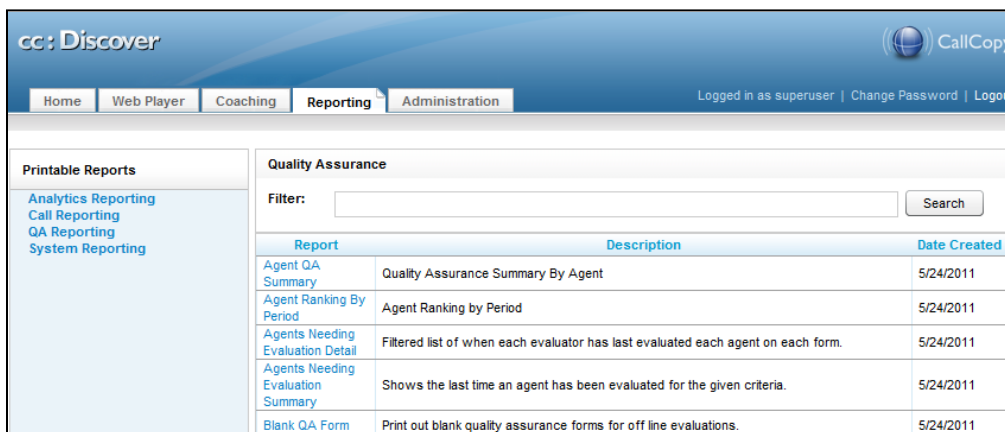 cc: Discover
CallCopy
Home Web Player Coaching Reporting Administration
Logged in as superuser | Change Password |
Printable Reports
Analytics Reporting
Call Reporting
QA Reporting
System Reporting
Quality Assurance
Filter: Search
Report Description Date Created
Agent QA Summary Quality Assurance Summary By Agent 5/24/2011
Agent Ranking By Period Agent Ranking by Period 5/24/2011
Agents Needing Evaluation Detail Filtered list of when each evaluator has last evaluated each agent on each form. 5/24/2011
Agents Needing Evaluation Summary Shows the last time an agent has been evaluated for the given criteria. 5/24/2011
Blank QA Form Print out blank quality assurance forms for off line evaluations. 5/24/2011